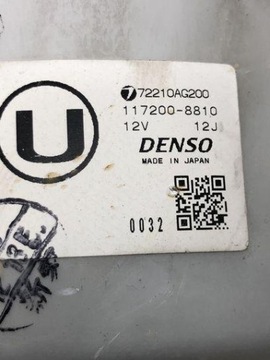 72210AG200
117200-8810
12V 12J
U
DENSO
MADE IN JAPAN
0032